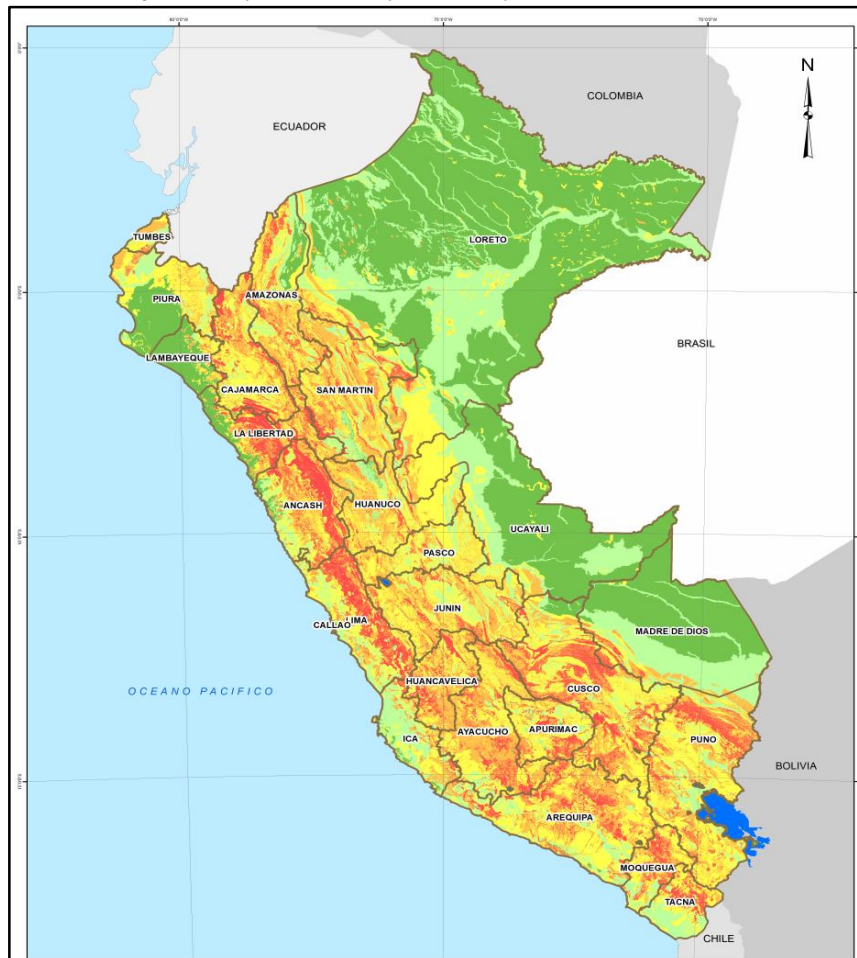 N
COLOMBIA
ECUADOR
LORETO
TUMBES
AMAZONAS
PIURA
BRASIL
LAMBAYEQUE
CAJAMARCA
SAN MARTIN
LA LIBERTAD
ANCASH
HUANUCO
UCAYALI
PASCO
JUNIN
CALLAO
LIMA
MADRE DE DIOS
HUANCAVELICA
CUSCO
OCEANO PACIFICO
AYACUCHO
APURIMAC
ICA
PUNO
BOLIVIA
AREQUIPA
MOQUEGUA
TACNA
CHILE